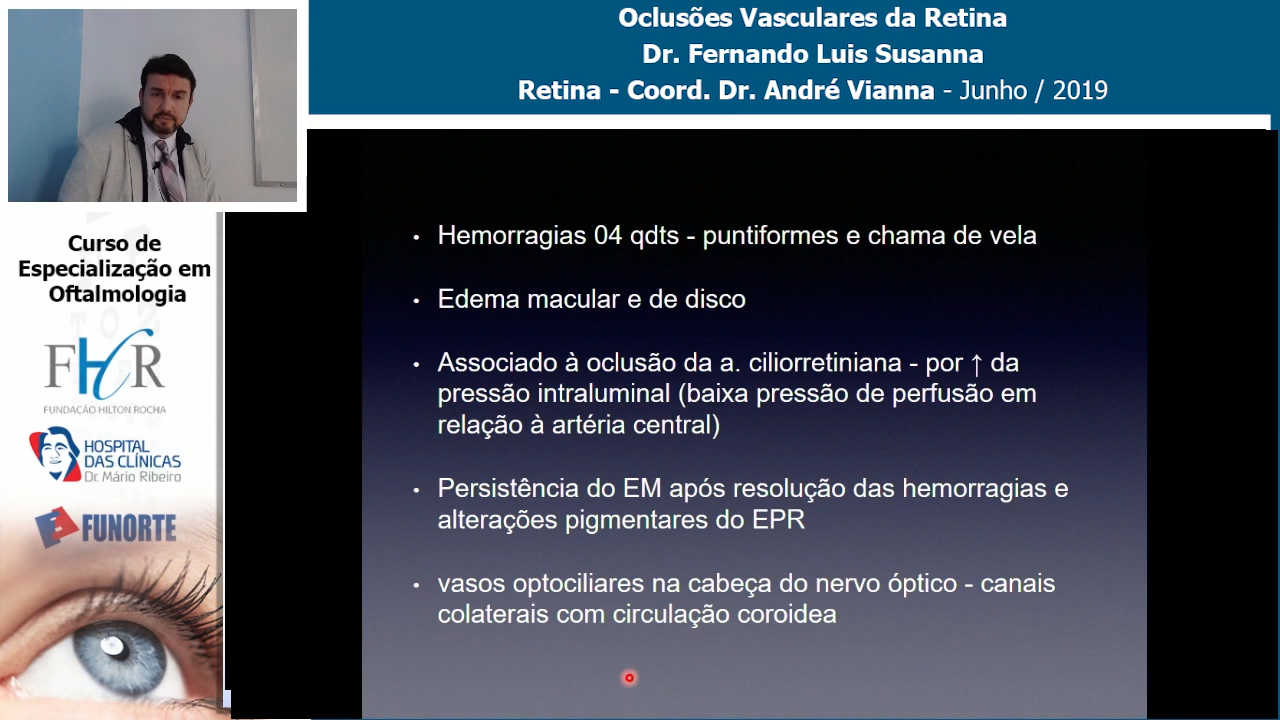 Oclusões Vasculares da Retina
Dr. Fernando Luis Susanna
Retina - Coord. Dr. André Vianna - Junho / 2019
Curso de
Especialização em
Oftalmologia
FHR
FUNDAÇÃO HILTON ROCHA
HOSPITAL
DAS CLÍNICAS
Dr. Mário Ribeiro
FUNORTE
• Hemorragias 04 qdts - puntiformes e chama de vela
• Edema macular e de disco
• Associado à oclusão da a. ciliorretiniana - por ↑ da
pressão intraluminal (baixa pressão de perfusão em
relação à artéria central)
• Persistência do EM após resolução das hemorragias e
alterações pigmentares do EPR
• vasos optociliares na cabeça do nervo óptico - canais
colaterais com circulação coroidea